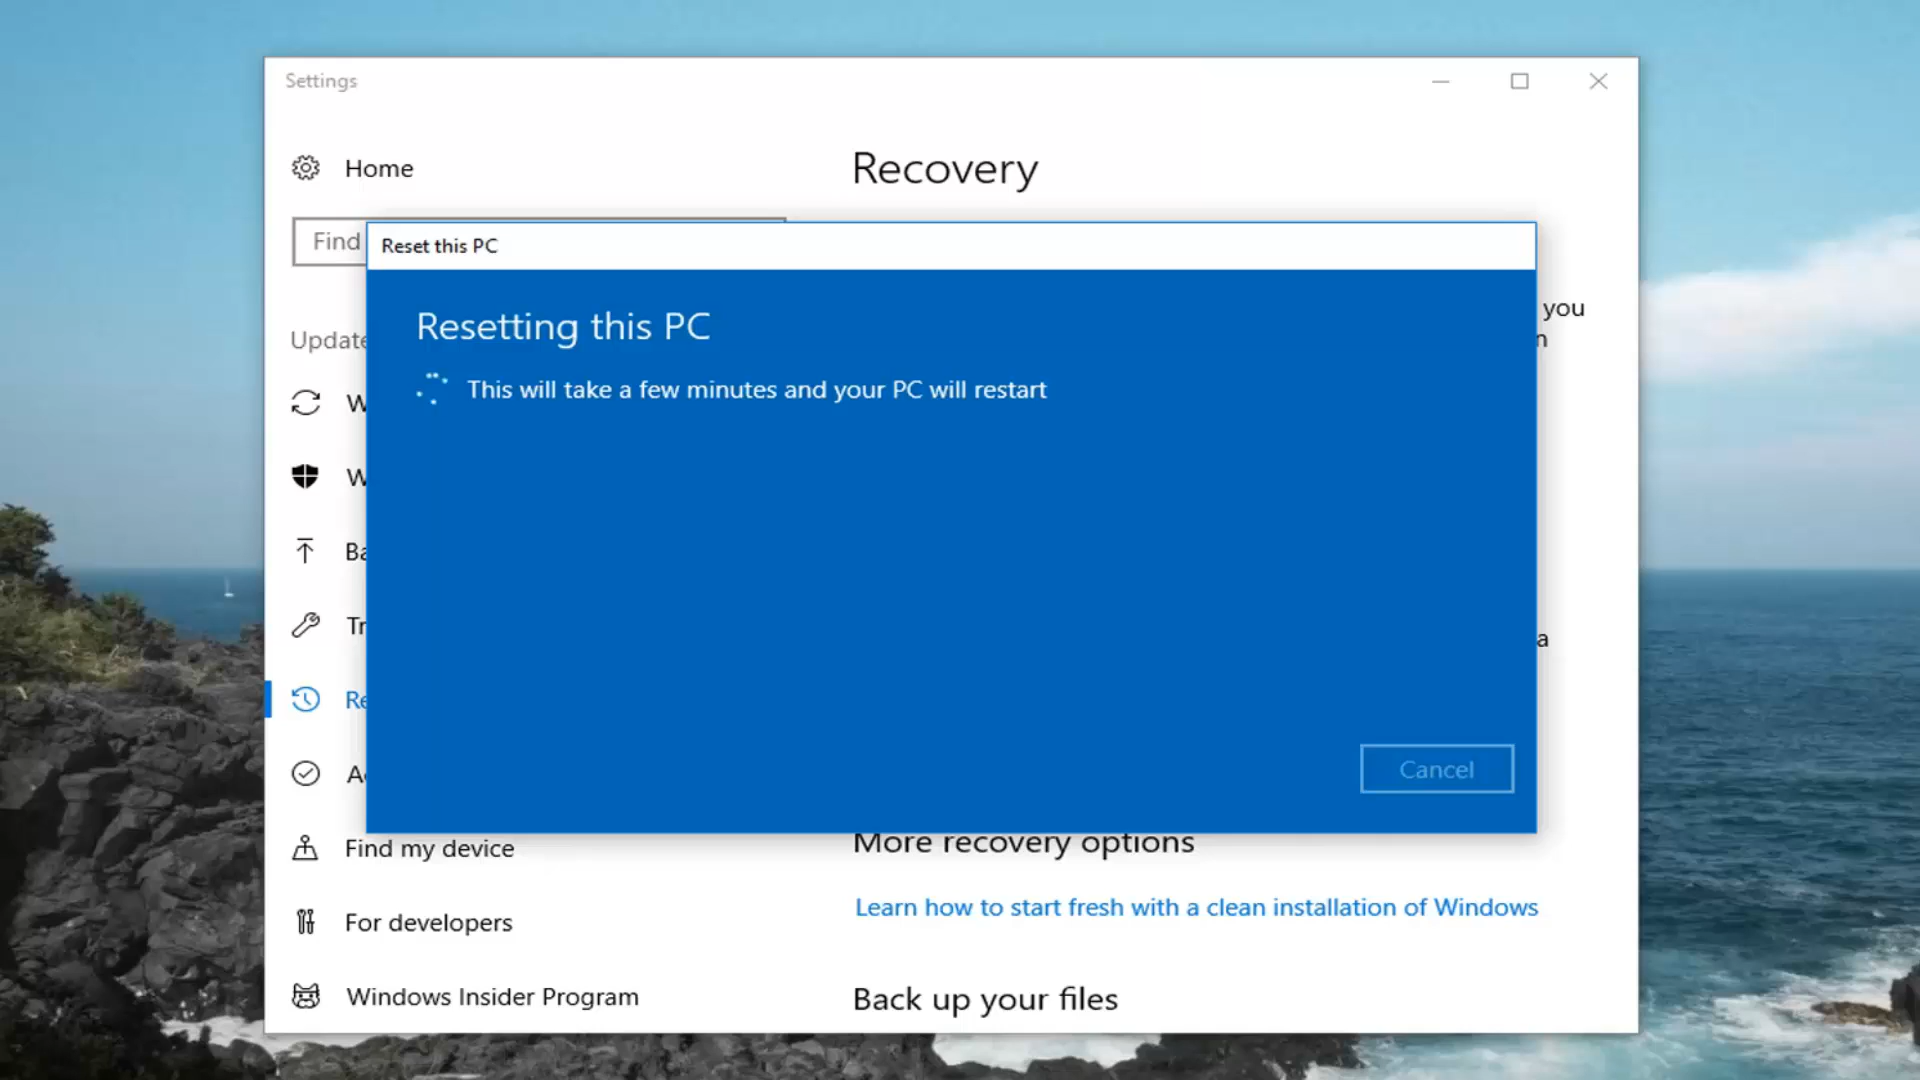 Settings
Home
Recovery
Find
Reset this PC
Resetting this PC
you
Update
This will take a few minutes and your PC will restart
a
Cancel
Find my device
More recovery options
For developers
Learn how to start fresh with a clean installation of Windows
Windows Insider Program
Back up your files